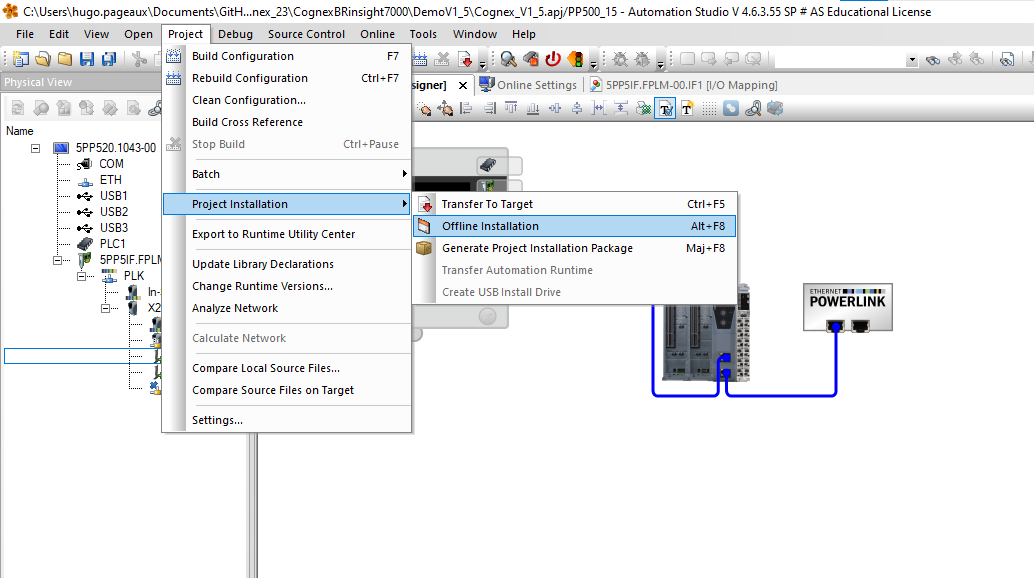 C:\Users\hugo.pageaux\Documents\GitH...nex_23\CognexBRinsight7000\DemoV1_5\Cognex_V1_5.apj/PP500_15 - Automation Studio V 4.6.3.55 SP # AS Educational License
File Edit View Open Project Debug Source Control Online Tools Window Help
Physical View
signer] Online Settings 5PP5IF.FPLM-00.IF1 [I/O Mapping]
Name
5PP520.1043-00
COM
ETH
USB1
USB2
USB3
PLC1
5PP5IF.FPLM
PLK
In-
X2
Build Configuration F7
Rebuild Configuration Ctrl+F7
Clean Configuration...
Build Cross Reference
Stop Build Ctrl+Pause
Batch
Project Installation
Export to Runtime Utility Center
Update Library Declarations
Change Runtime Versions...
Analyze Network
Calculate Network
Compare Local Source Files...
Compare Source Files on Target
Settings...
Transfer To Target Ctrl+F5
Offline Installation Alt+F8
Generate Project Installation Package Maj+F8
Transfer Automation Runtime
Create USB Install Drive
ETHERNET
POWERLINK